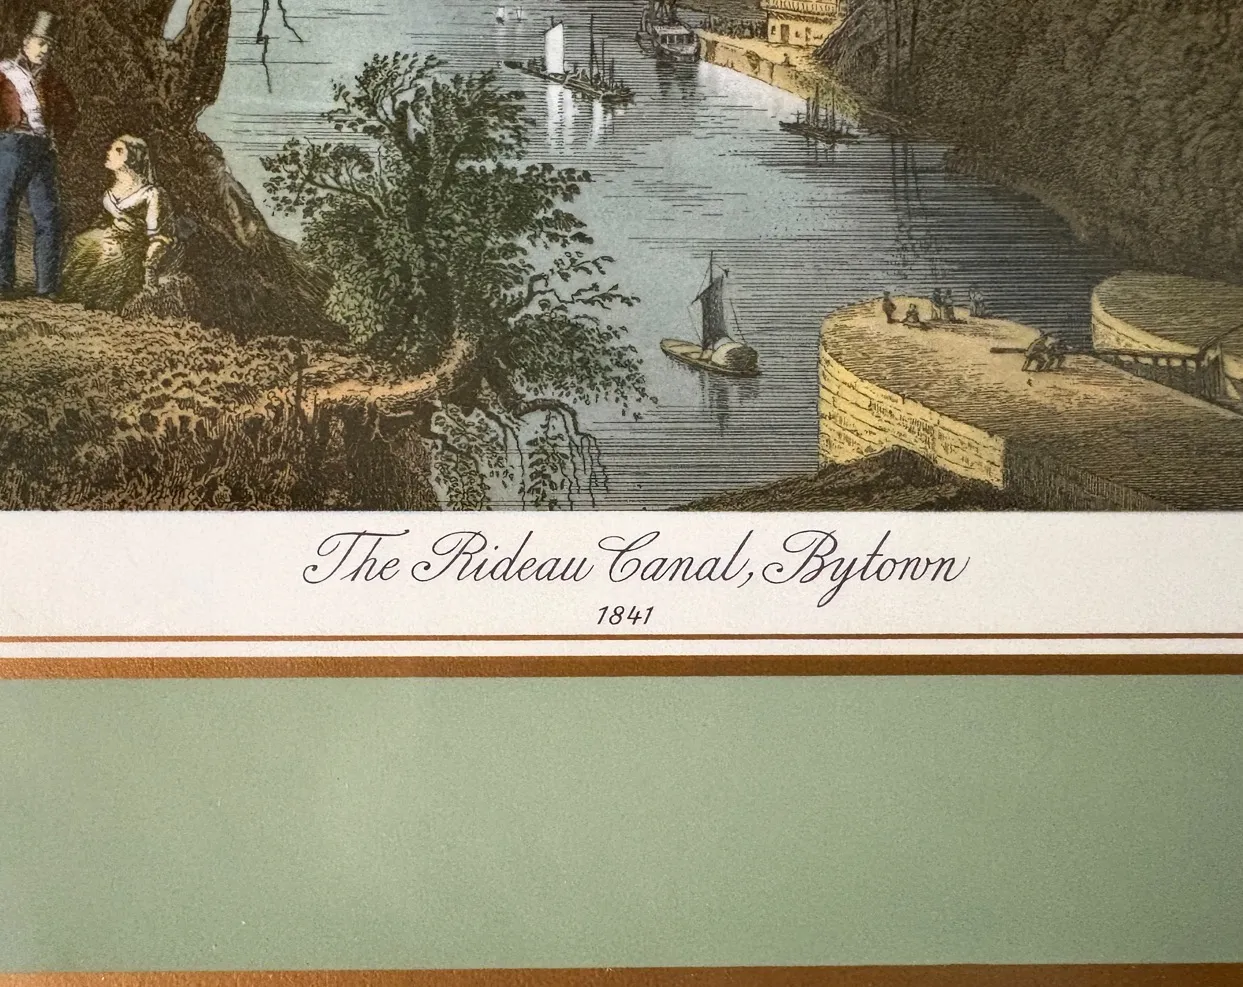 The Rideau Canal, Bytown
1841